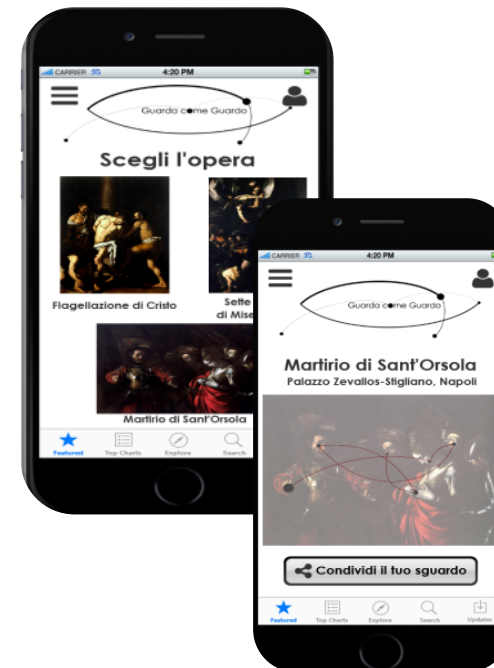 CARRIER 3G 4:20 PM
Guarda come Guardo
Scegli l'opera
Flagellazione di Cristo
Sette
di Mise
Martirio di Sant'Orsola
Featured Top Charts Explore Search
CARRIER 3G 4:20 PM
Guarda come Guardo
Martirio di Sant'Orsola
Palazzo Zevallos-Stigliano, Napoli
Condividi il tuo sguardo
Featured Top Charts Explore Search Updates